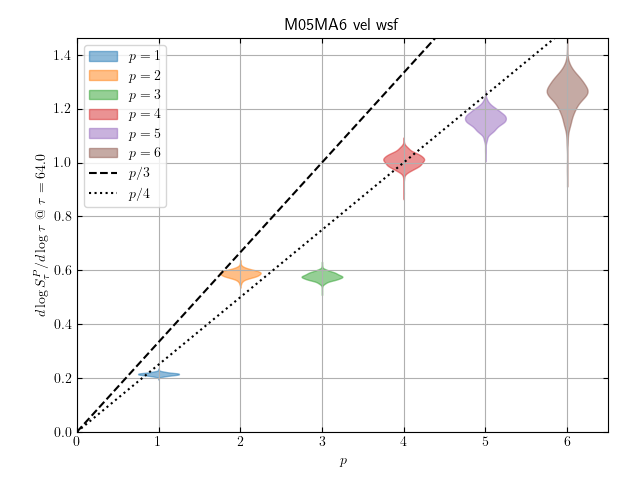 M05MA6 vel wsf
d log S_τ^P / d log τ @ τ = 64.0
1.4
1.2
1.0
0.8
0.6
0.4
0.2
0.0
p = 1
p = 2
p = 3
p = 4
p = 5
p = 6
p/3
p/4
0 1 2 3 4 5 6
p